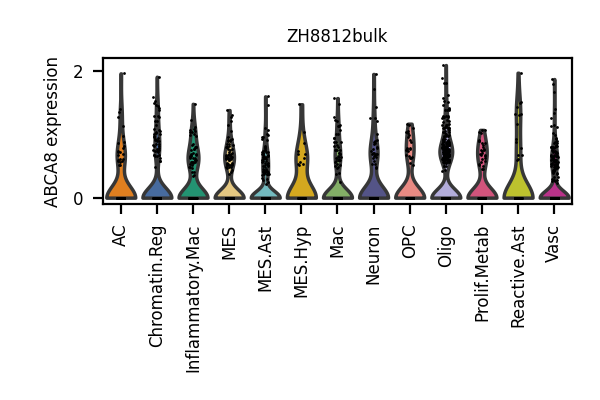 ZH8812bulk
ABCA8 expression
2
0
AC
Chromatin.Reg
Inflammatory.Mac
MES
MES.Ast
MES.Hyp
Mac
Neuron
OPC
Oligo
Prolif.Metab
Reactive.Ast
Vasc